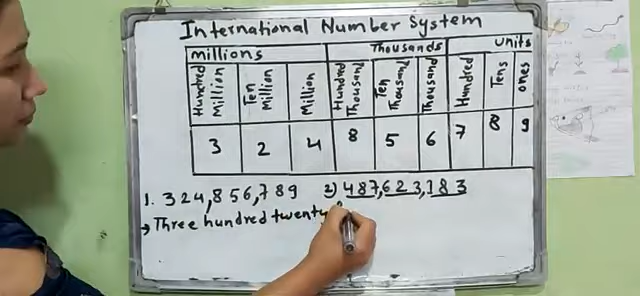 International Number System
millions Thousands Units
Hundred Million Ten Million Million Hundred Thousand Ten Thousand Thousand Hundred Tens ones
3 2 4 8 5 6 7 8 9
1. 324,856,789 2) 487,623,183
→ Three hundred twenty